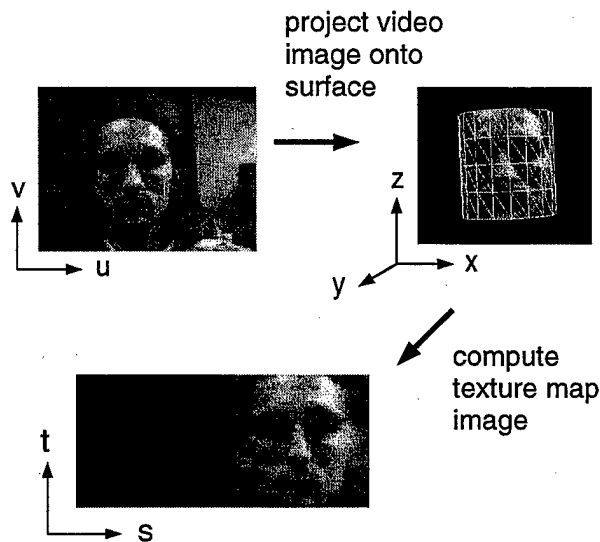 project video
image onto
surface
v
u
z
y
x
compute
texture map
image
t
s